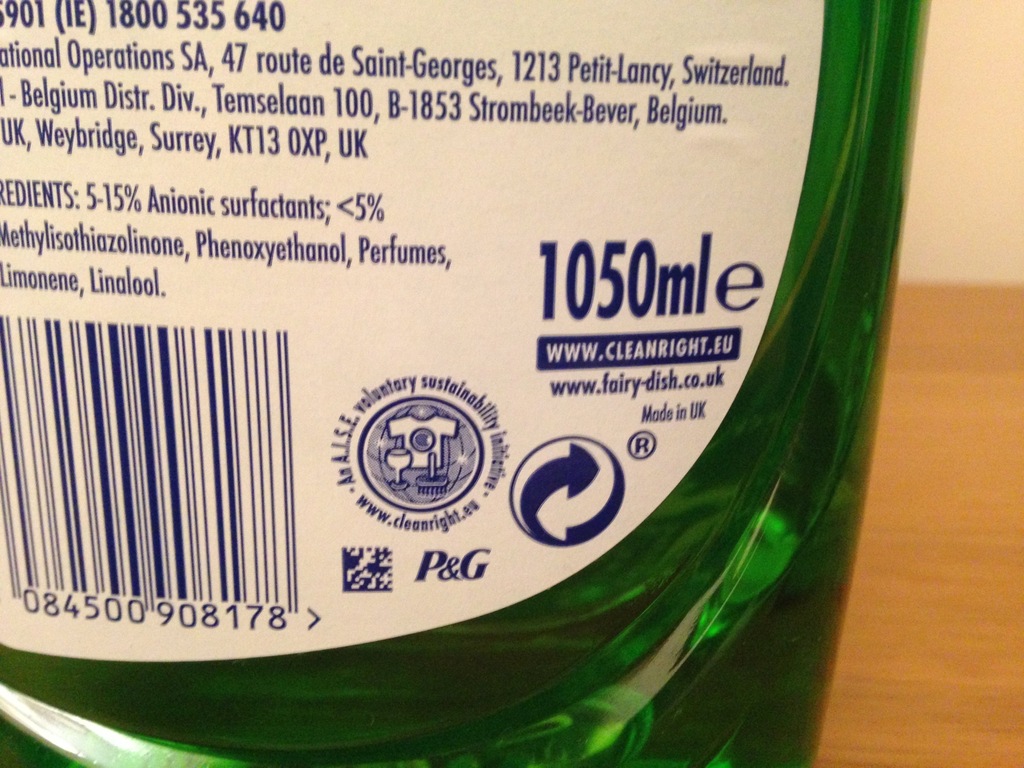 5901 (IE) 1800 535 640
ational Operations SA, 47 route de Saint-Georges, 1213 Petit-Lancy, Switzerland.
l - Belgium Distr. Div., Temselaan 100, B-1853 Strombeek-Bever, Belgium.
UK, Weybridge, Surrey, KT13 0XP, UK
REDIENTS: 5-15% Anionic surfactants; <5%
Methylisothiazolinone, Phenoxyethanol, Perfumes,
Limonene, Linalool.
1050ml e
WWW.CLEANRIGHT.EU
www.fairy-dish.co.uk
Made in UK
An A.I.S.E. voluntary sustainability initiative
www.cleanright.eu
®
P&G
084500 908178 >